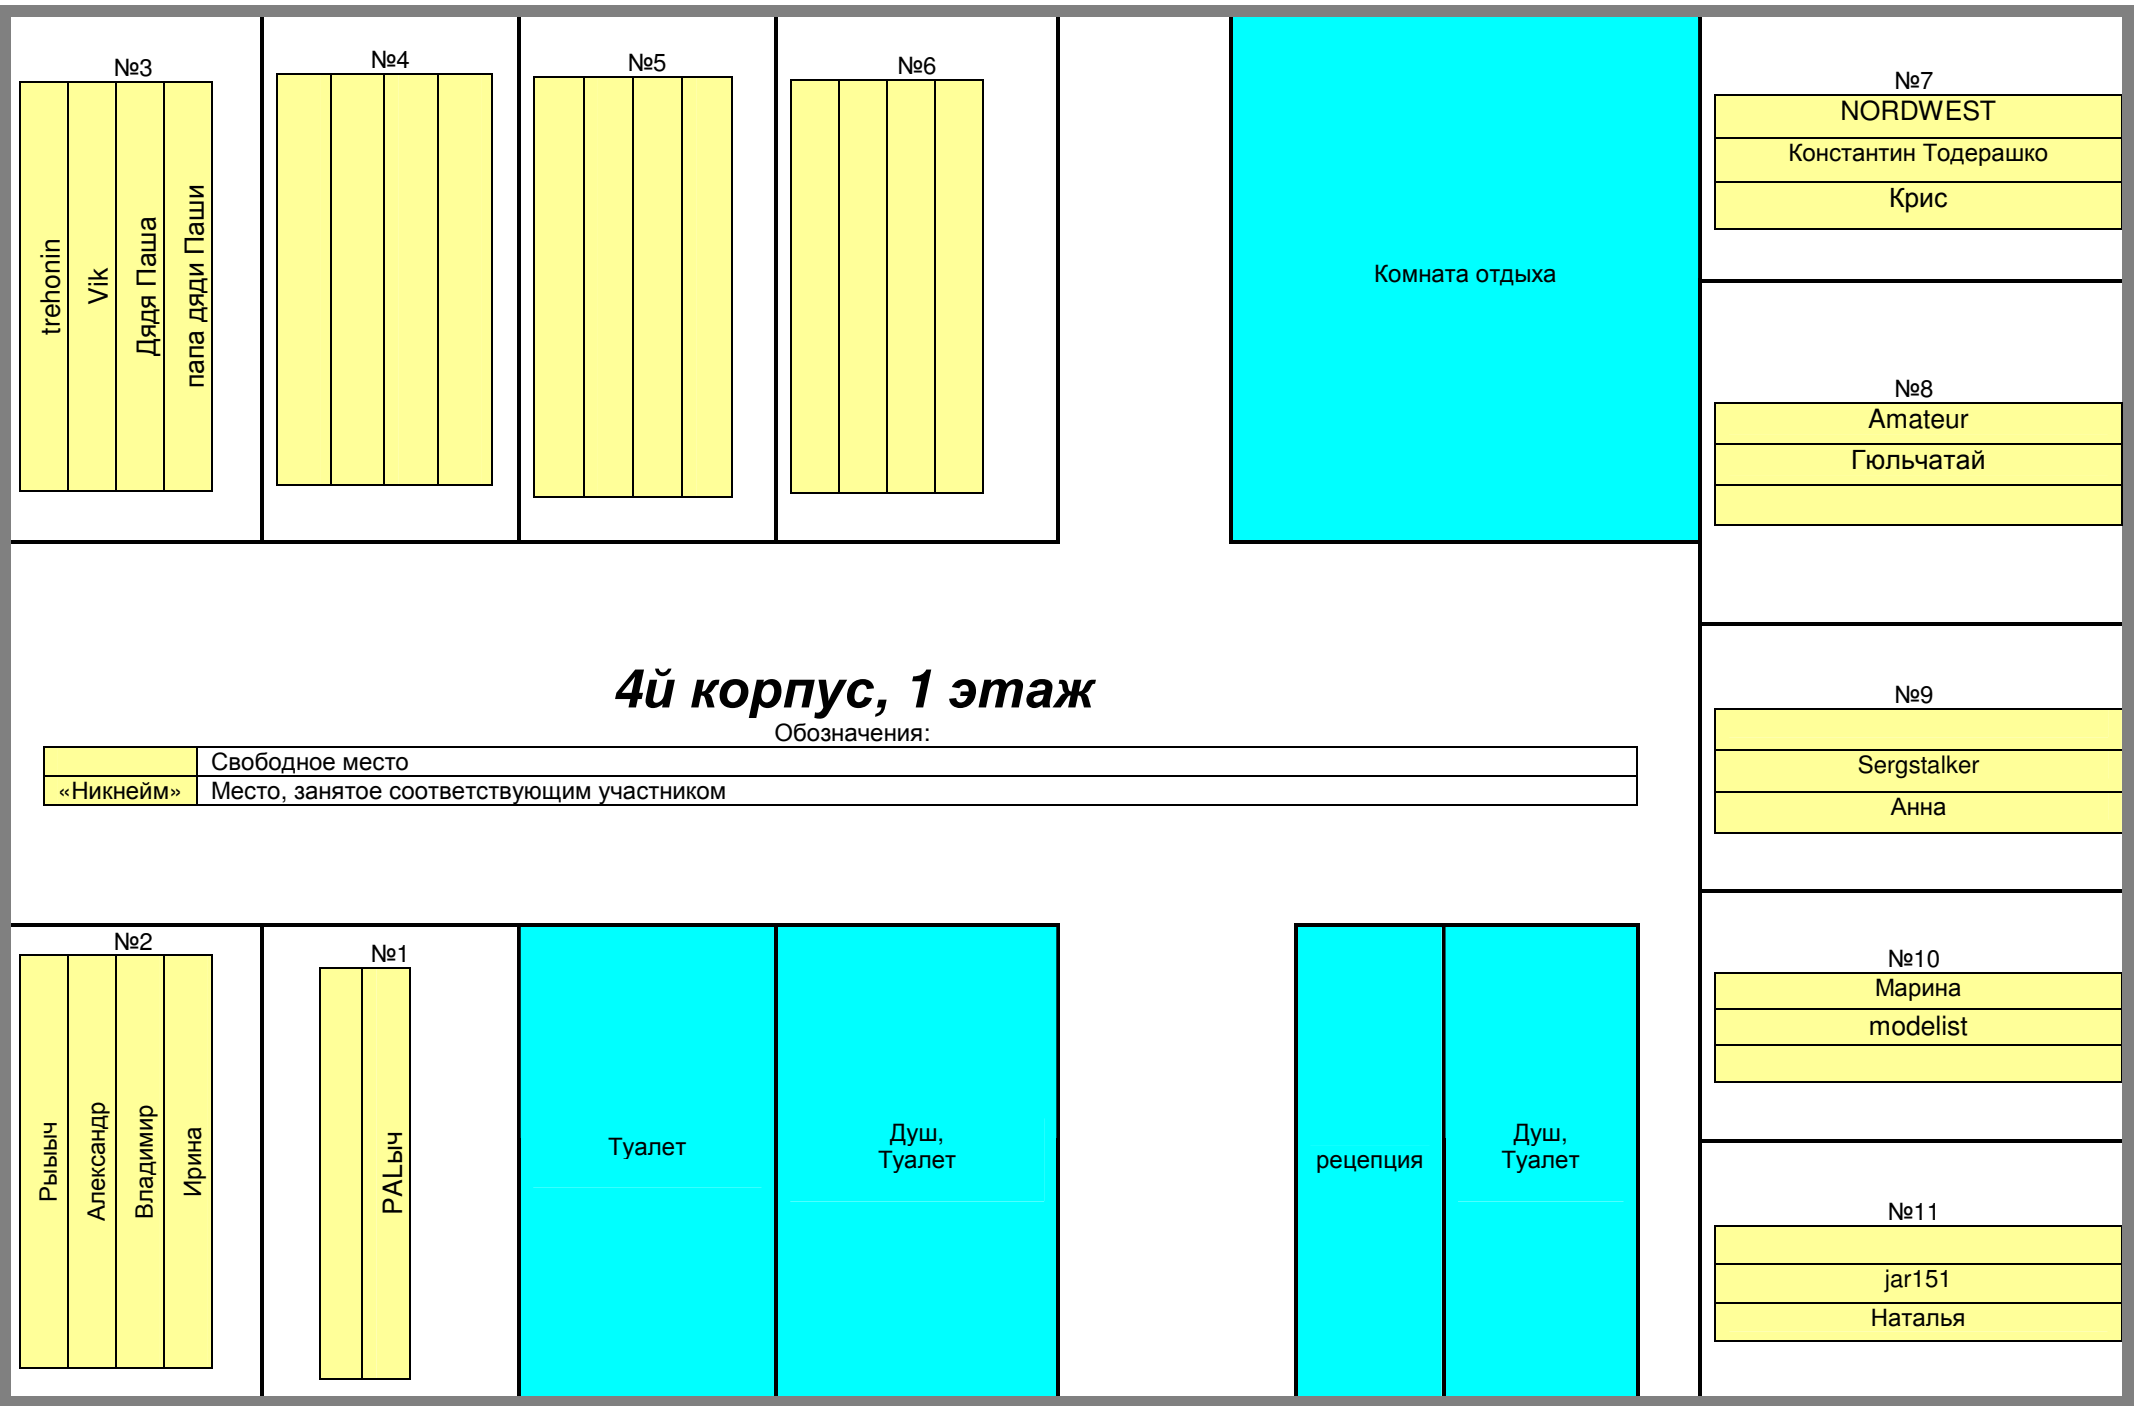 №3
trehonin
Vik
Дядя Паша
папа дяди Паши
№4
№5
№6
Комната отдыха
№7
NORDWEST
Константин Тодерашко
Крис
№8
Amateur
Гюльчатай
4й корпус, 1 этаж
Обозначения:
Свободное место
«Никнейм» Место, занятое соответствующим участником
№9
Sergstalker
Анна
№2
Рыыыч
Александр
Владимир
Ирина
№1
PALыч
Туалет
Душ,
Туалет
рецепция
Душ,
Туалет
№10
Марина
modelist
№11
jar151
Наталья